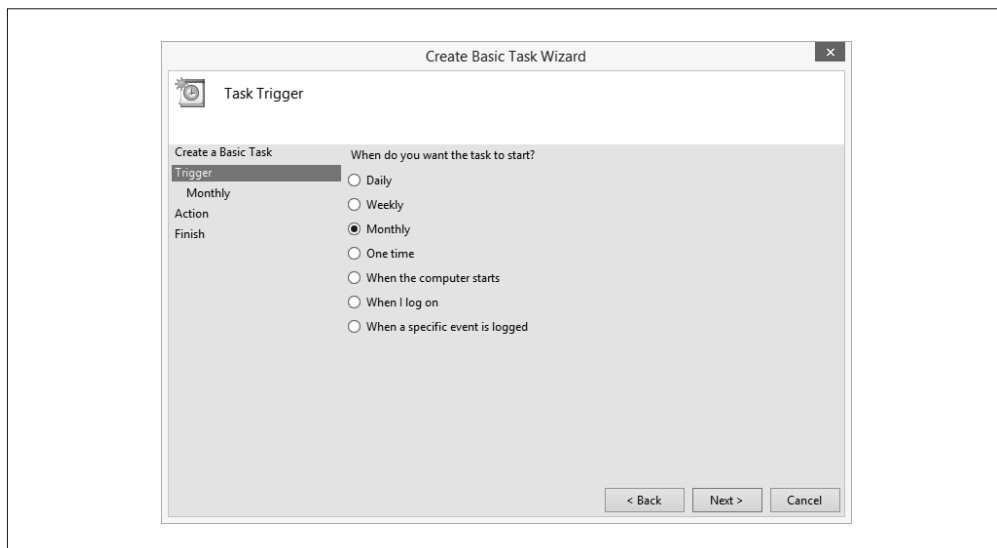 Create Basic Task Wizard
Task Trigger
Create a Basic Task
Trigger
Monthly
Action
Finish
When do you want the task to start?
Daily
Weekly
Monthly
One time
When the computer starts
When I log on
When a specific event is logged
< Back
Next >
Cancel